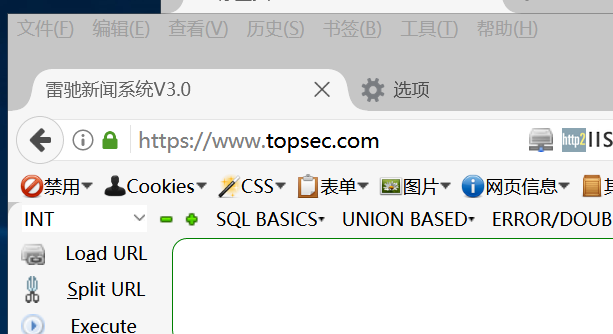 文件(F) 编辑(E) 查看(V) 历史(S) 书签(B) 工具(T) 帮助(H)
雷驰新闻系统V3.0 选项
https://www.topsec.com http2 IIS
禁用 Cookies CSS 表单 图片 网页信息
INT SQL BASICS UNION BASED ERROR/DOUB
Load URL
Split URL
Execute